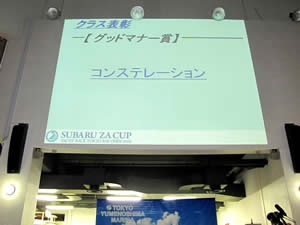 クラス表彰
【グッドマナー賞】
コンステレーション
SUBARU ZA CUP
TOKYO
YUMENOSHIMA
MARINA